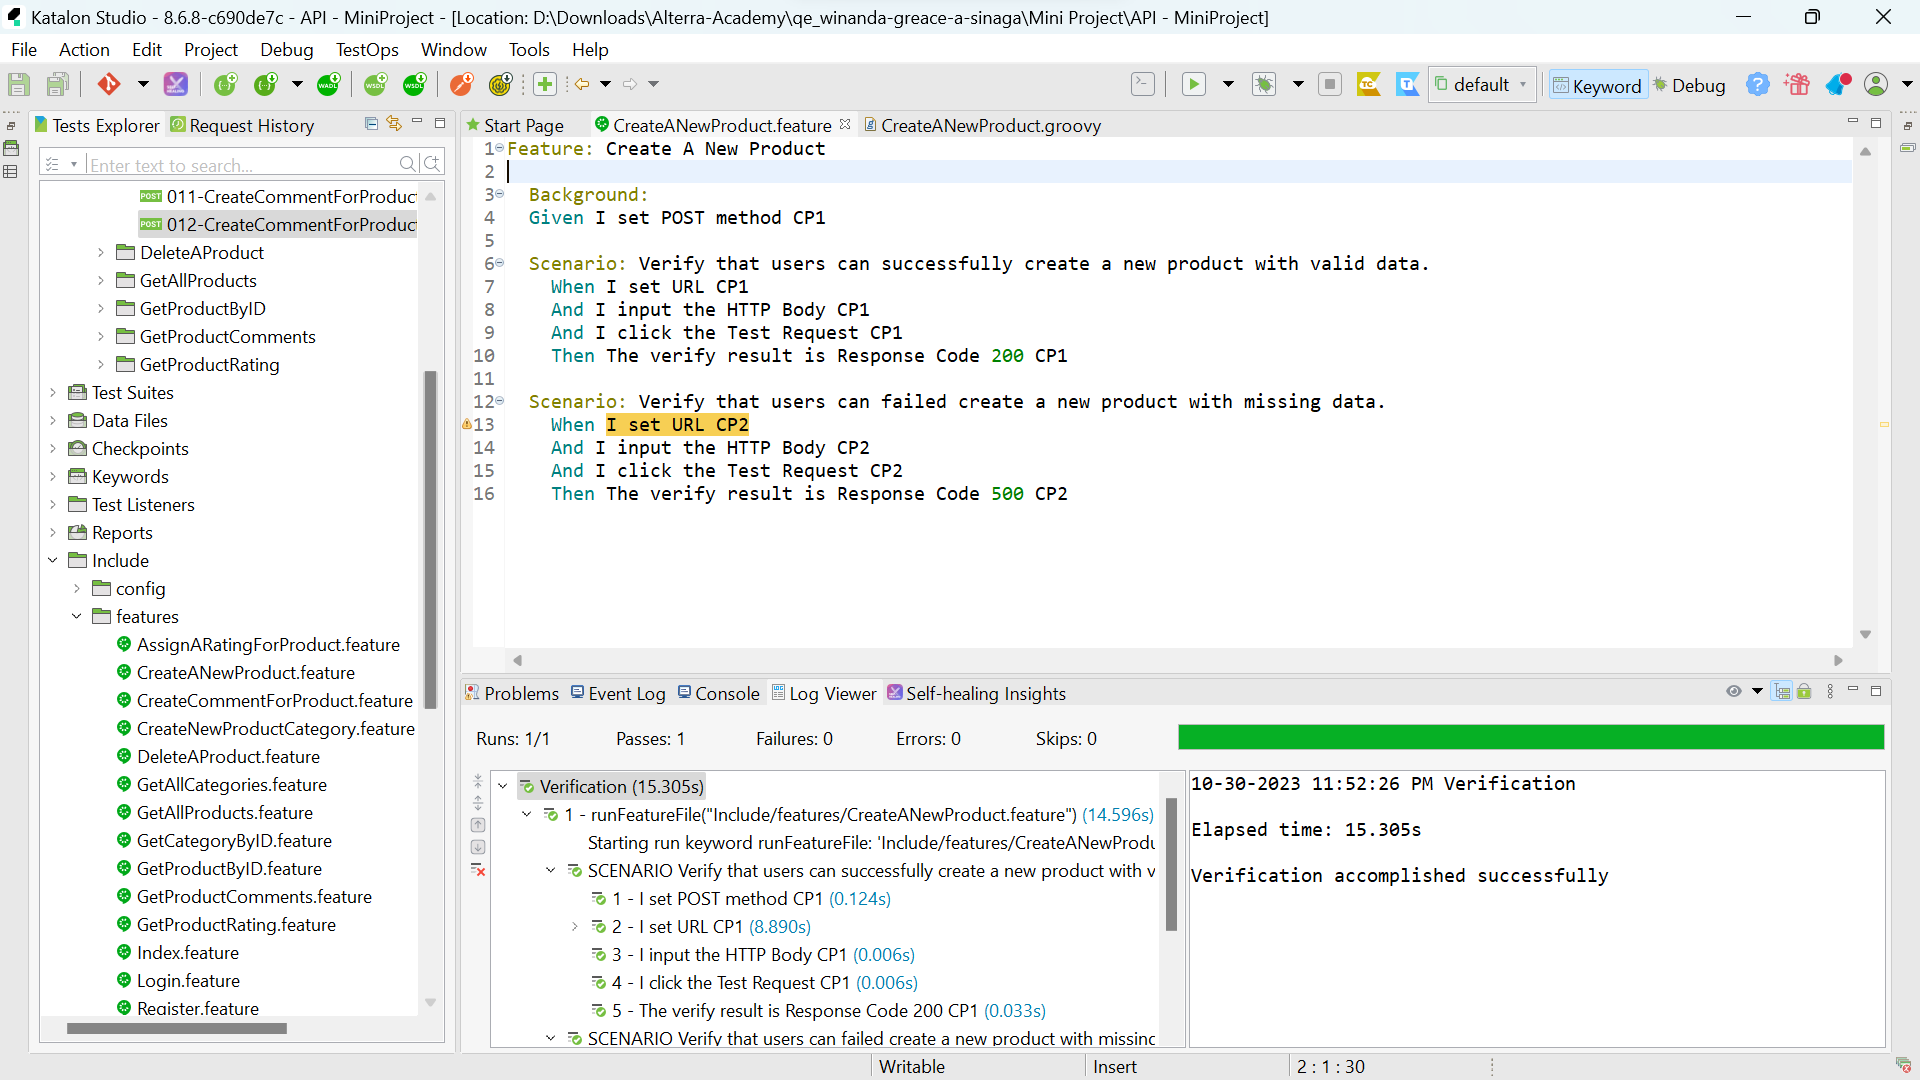 Katalon Studio - 8.6.8-c690de7c - API - MiniProject - [Location: D:\Downloads\Alterra-Academy\qe_winanda-greace-a-sinaga\Mini Project\API - MiniProject]
File Action Edit Project Debug TestOps Window Tools Help
default Keyword Debug
Tests Explorer Request History
Enter text to search...
POST 011-CreateCommentForProduc
POST 012-CreateCommentForProduc
DeleteAProduct
GetAllProducts
GetProductByID
GetProductComments
GetProductRating
Test Suites
Data Files
Checkpoints
Keywords
Test Listeners
Reports
Include
config
features
AssignARatingForProduct.feature
CreateANewProduct.feature
CreateCommentForProduct.feature
CreateNewProductCategory.feature
DeleteAProduct.feature
GetAllCategories.feature
GetAllProducts.feature
GetCategoryByID.feature
GetProductByID.feature
GetProductComments.feature
GetProductRating.feature
Index.feature
Login.feature
Register.feature
Start Page CreateANewProduct.feature CreateANewProduct.groovy
1 Feature: Create A New Product
2
3 Background:
4 Given I set POST method CP1
5
6 Scenario: Verify that users can successfully create a new product with valid data.
7 When I set URL CP1
8 And I input the HTTP Body CP1
9 And I click the Test Request CP1
10 Then The verify result is Response Code 200 CP1
11
12 Scenario: Verify that users can failed create a new product with missing data.
13 When I set URL CP2
14 And I input the HTTP Body CP2
15 And I click the Test Request CP2
16 Then The verify result is Response Code 500 CP2
Problems Event Log Console Log Viewer Self-healing Insights
Runs: 1/1 Passes: 1 Failures: 0 Errors: 0 Skips: 0
Verification (15.305s)
1 - runFeatureFile("Include/features/CreateANewProduct.feature") (14.596s)
Starting run keyword runFeatureFile: 'Include/features/CreateANewProdu
SCENARIO Verify that users can successfully create a new product with v
1 - I set POST method CP1 (0.124s)
2 - I set URL CP1 (8.890s)
3 - I input the HTTP Body CP1 (0.006s)
4 - I click the Test Request CP1 (0.006s)
5 - The verify result is Response Code 200 CP1 (0.033s)
SCENARIO Verify that users can failed create a new product with missinc
10-30-2023 11:52:26 PM Verification
Elapsed time: 15.305s
Verification accomplished successfully
Writable Insert 2 : 1 : 30